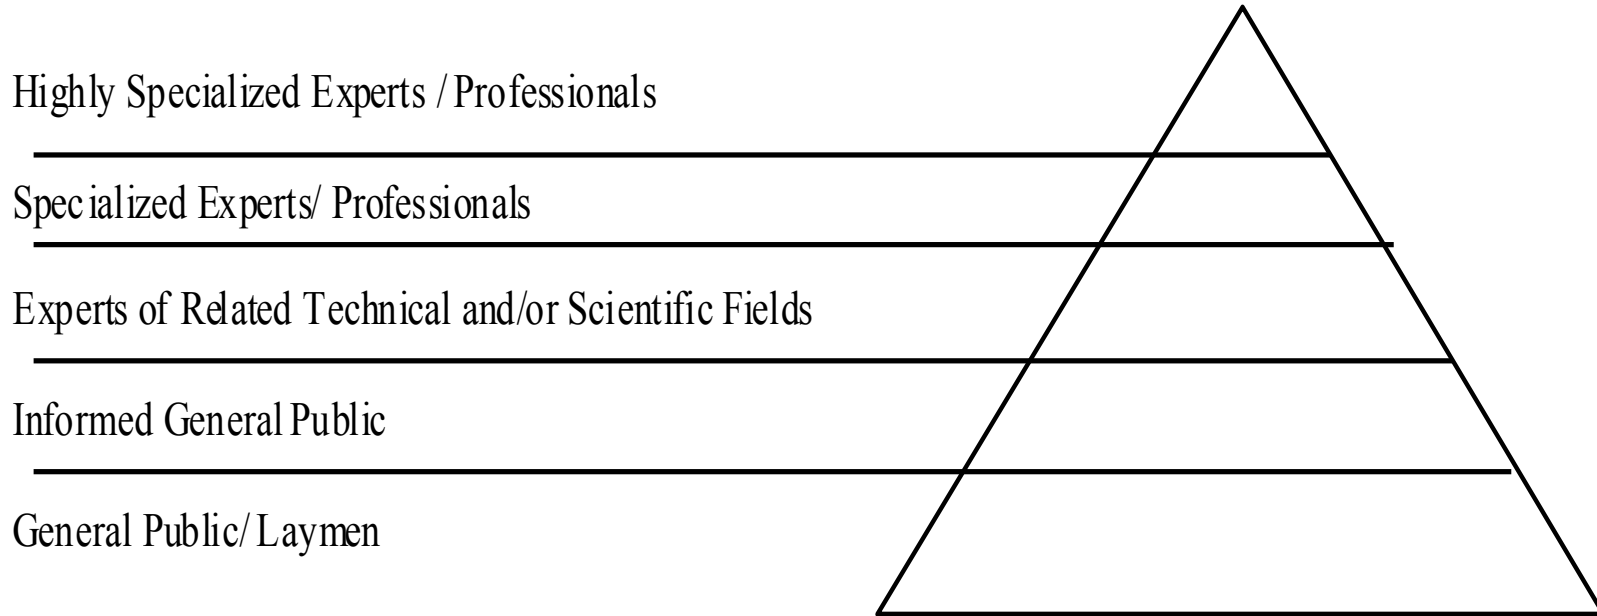 Highly Specialized Experts / Professionals
Specialized Experts/ Professionals
Experts of Related Technical and/or Scientific Fields
Informed General Public
General Public/ Laymen